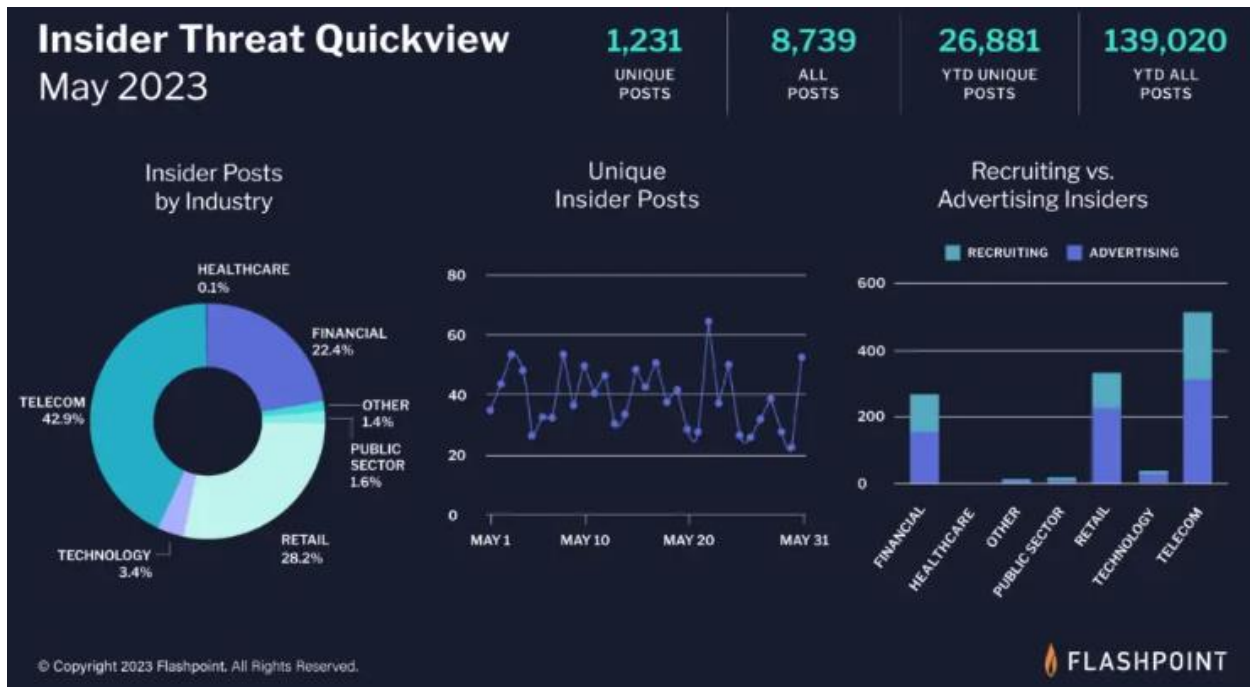 Insider Threat Quickview
May 2023
1,231
UNIQUE
POSTS
8,739
ALL
POSTS
26,881
YTD UNIQUE
POSTS
139,020
YTD ALL
POSTS
Insider Posts
by Industry
HEALTHCARE
0.1%
FINANCIAL
22.4%
OTHER
1.4%
PUBLIC
SECTOR
1.6%
RETAIL
28.2%
TECHNOLOGY
3.4%
TELECOM
42.9%
Unique
Insider Posts
80
60
40
20
0
MAY 1
MAY 10
MAY 20
MAY 31
Recruiting vs.
Advertising Insiders
RECRUITING
ADVERTISING
600
400
200
0
FINANCIAL
HEALTHCARE
OTHER
PUBLIC SECTOR
RETAIL
TECHNOLOGY
TELECOM
© Copyright 2023 Flashpoint. All Rights Reserved.
FLASHPOINT